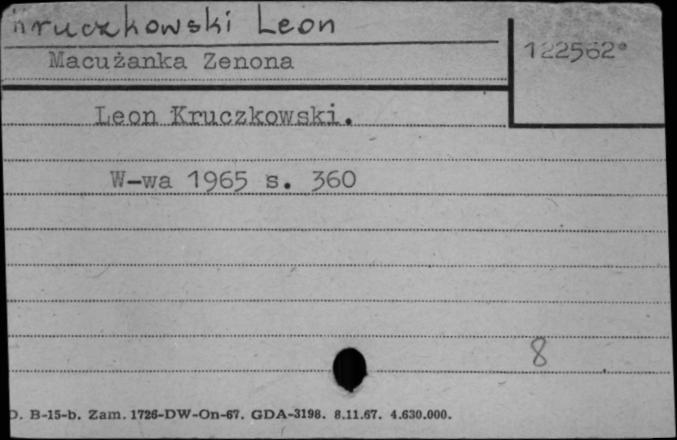 Kruczkowski Leon
122562°
Macużanka Zenona
Leon Kruczkowski.
W-wa 1965 s. 360
8
D. B-15-b. Zam. 1726-DW-On-67. GDA-3198. 8.11.67. 4.630.000.